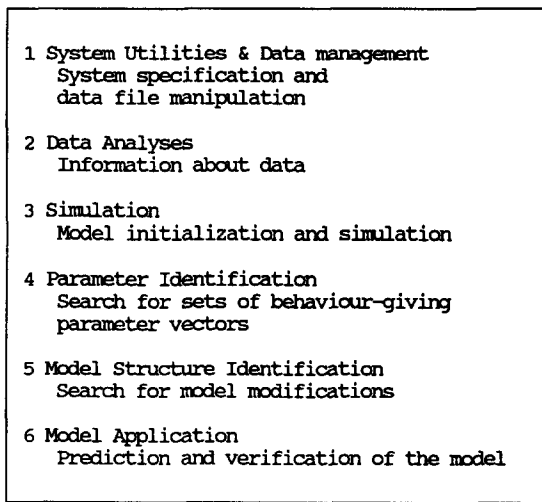 1 System Utilities & Data management
System specification and
data file manipulation
2 Data Analyses
Information about data
3 Simulation
Model initialization and simulation
4 Parameter Identification
Search for sets of behaviour-giving
parameter vectors
5 Model Structure Identification
Search for model modifications
6 Model Application
Prediction and verification of the model